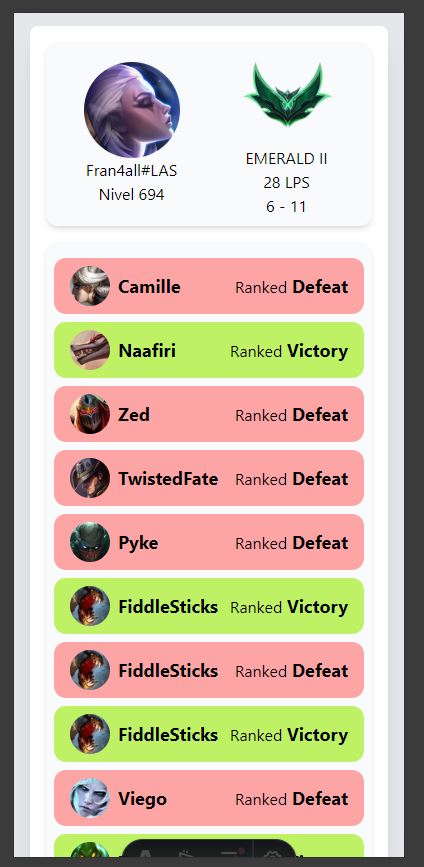 Fran4all#LAS
Nivel 694
EMERALD II
28 LPS
6 - 11
Camille Ranked Defeat
Naafiri Ranked Victory
Zed Ranked Defeat
TwistedFate Ranked Defeat
Pyke Ranked Defeat
FiddleSticks Ranked Victory
FiddleSticks Ranked Defeat
FiddleSticks Ranked Victory
Viego Ranked Defeat